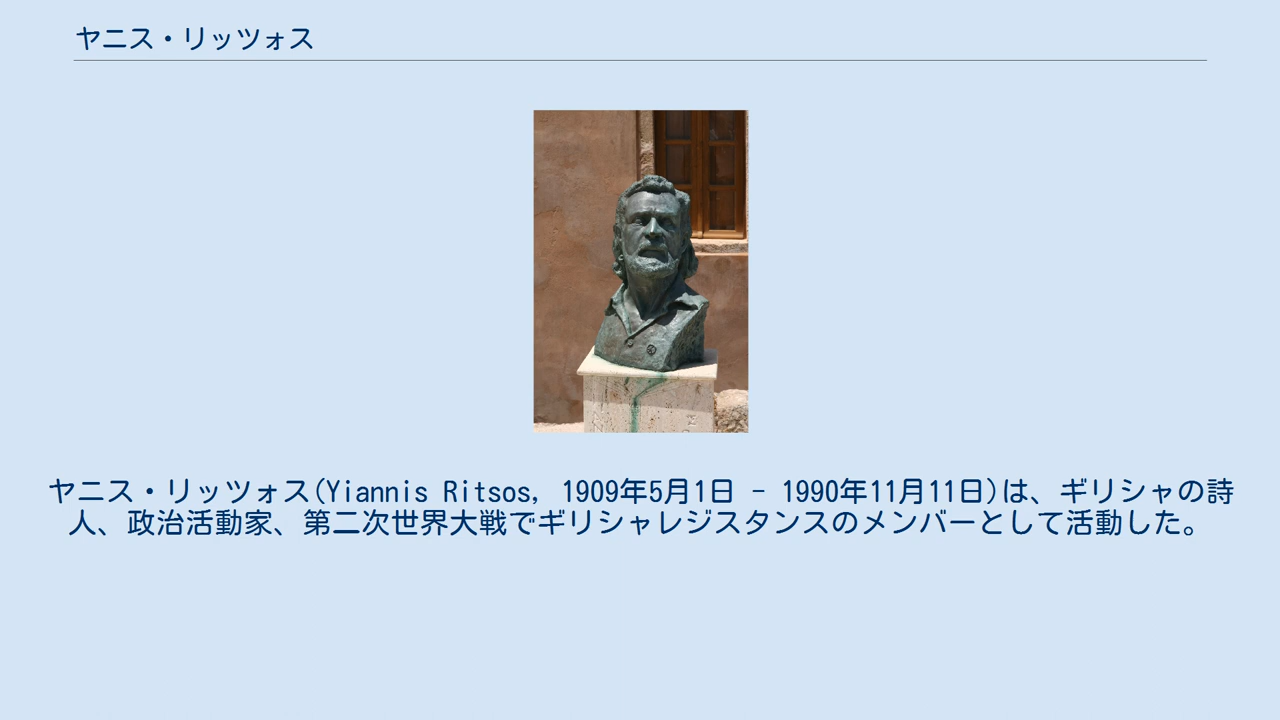 ヤニス・リッツォス
ヤニス・リッツォス(Yiannis Ritsos, 1909年5月1日 - 1990年11月11日)は、ギリシャの詩
人、政治活動家、第二次世界大戦でギリシャレジスタンスのメンバーとして活動した。